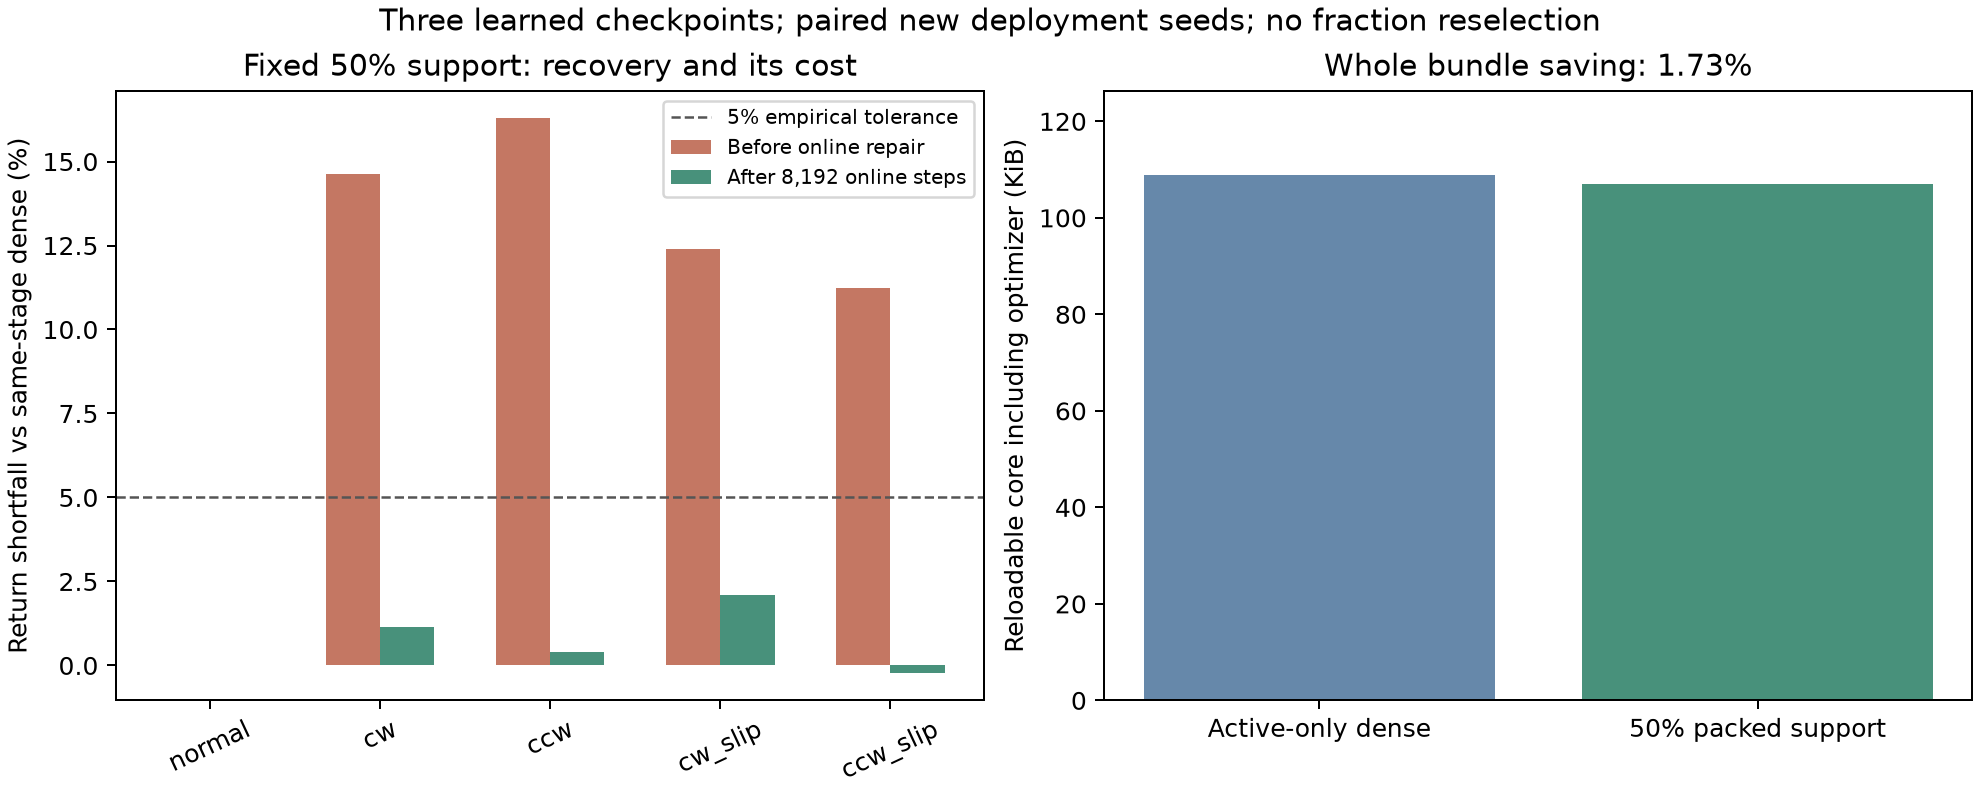 Three learned checkpoints; paired new deployment seeds; no fraction reselection
Fixed 50% support: recovery and its cost
Return shortfall vs same-stage dense (%)
15.0
12.5
10.0
7.5
5.0
2.5
0.0
5% empirical tolerance
Before online repair
After 8,192 online steps
normal
cw
ccw
cw_slip
ccw_slip
Whole bundle saving: 1.73%
Reloadable core including optimizer (KiB)
120
100
80
60
40
20
0
Active-only dense
50% packed support